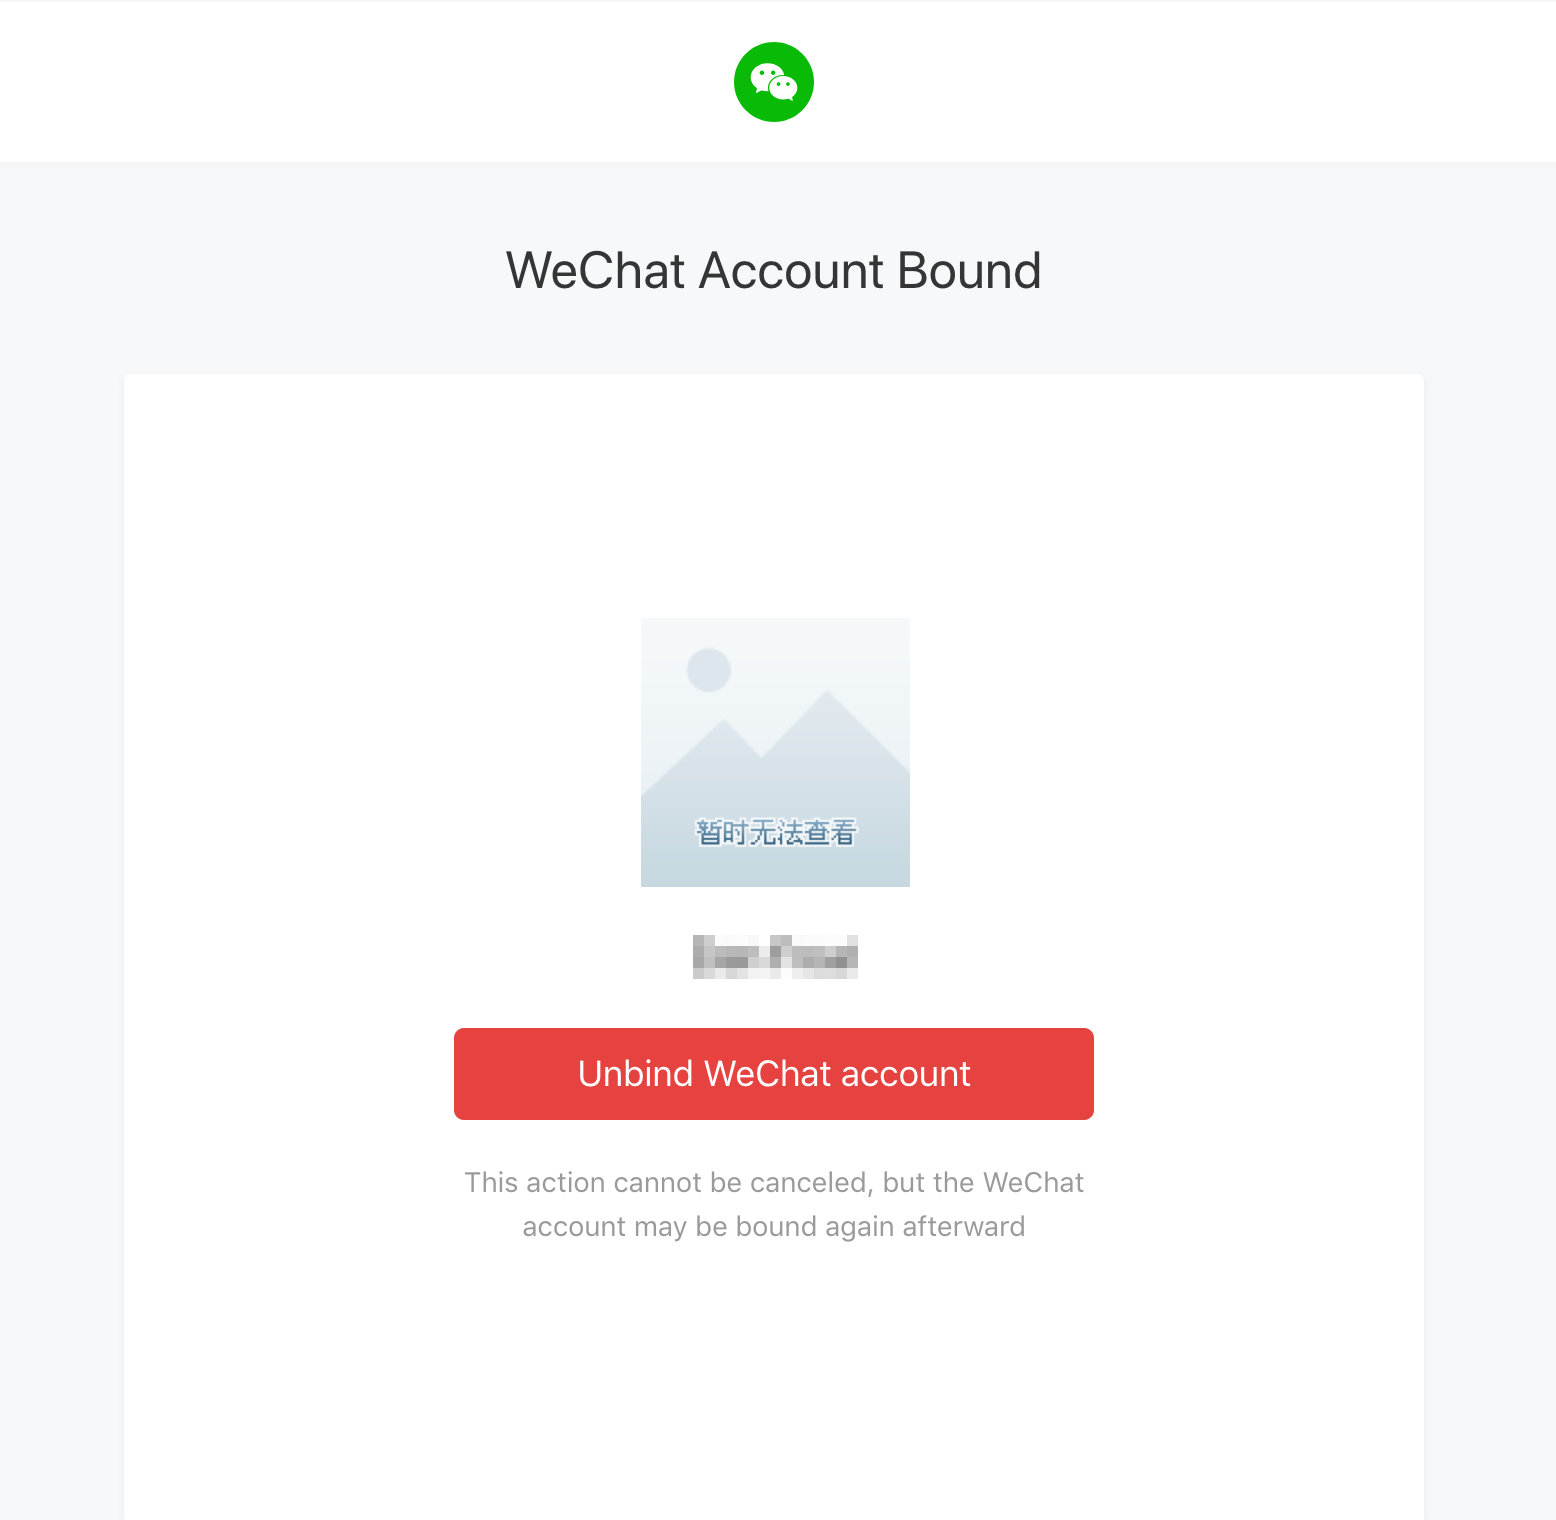 WeChat Account Bound
暂时无法查看
Unbind WeChat account
This action cannot be canceled, but the WeChat
account may be bound again afterward